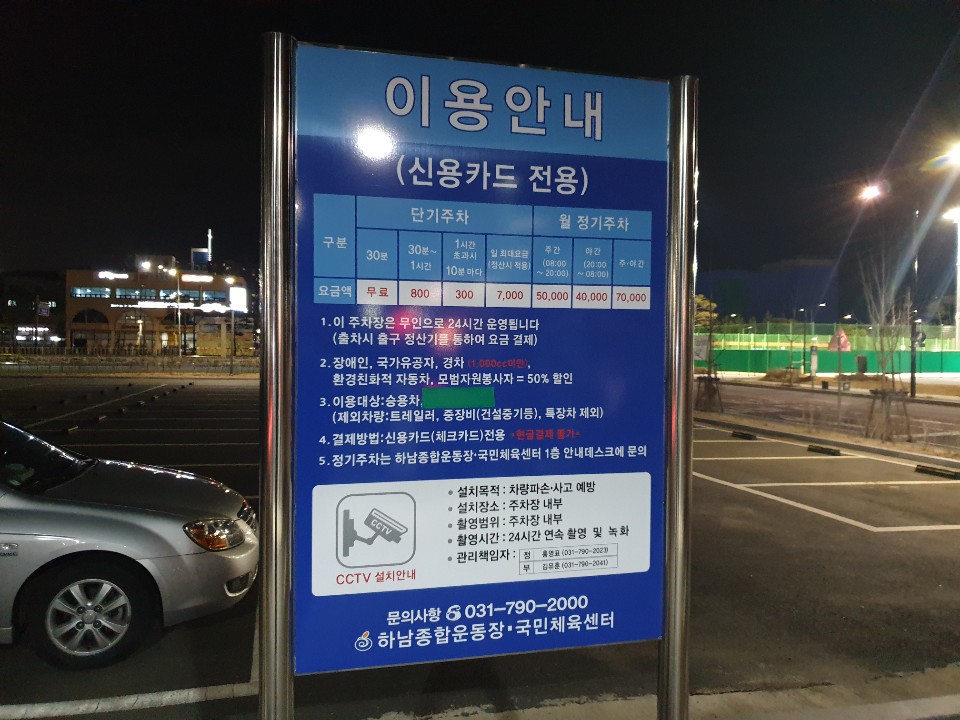 이용안내
(신용카드 전용)
구분 단기주차 월 정기주차
30분 30분~1시간 1시간 초과시 10분 마다 일 최대요금 (정산시 적용) 주간 (08:00 ~ 20:00) 야간 (20:00 ~ 08:00) 주·야간
요금액 무료 800 300 7,000 50,000 40,000 70,000
1. 이 주차장은 무인으로 24시간 운영됩니다
(출차시 출구 정산기를 통하여 요금 결제)
2. 장애인, 국가유공자, 경차 (1,000cc미만),
환경친화적 자동차, 모범자원봉사자 = 50% 할인
3. 이용대상:승용차,
(제외차량:트레일러, 중장비(건설중기등), 특장차 제외)
4. 결제방법:신용카드(체크카드)전용 *현금결제 불가*
5. 정기주차는 하남종합운동장·국민체육센터 1층 안내데스크에 문의
CCTV
CCTV 설치안내
• 설치목적 : 차량파손·사고 예방
• 설치장소 : 주차장 내부
• 촬영범위 : 주차장 내부
• 촬영시간 : 24시간 연속 촬영 및 녹화
• 관리책임자 : 정 홍영표 (031-790-2023)
부 김유훈 (031-790-2041)
문의사항 031-790-2000
하남종합운동장·국민체육센터